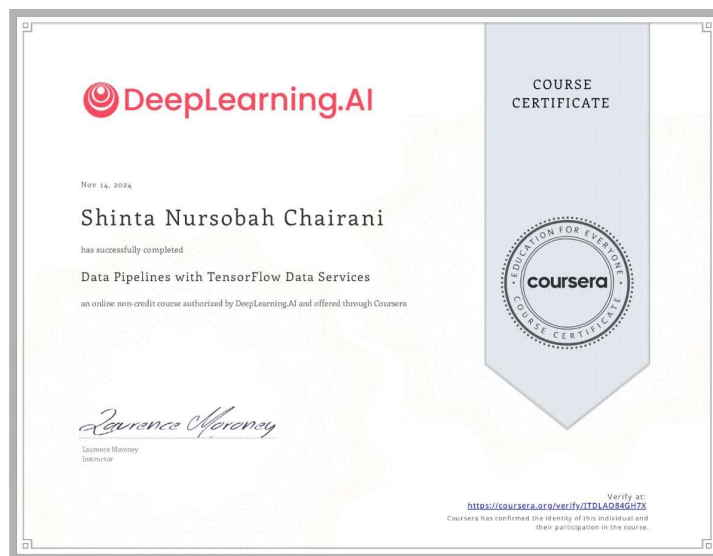 DeepLearning.AI
COURSE
CERTIFICATE
Nov 14, 2024
Shinta Nursobah Chairani
has successfully completed
Data Pipelines with TensorFlow Data Services
an online non-credit course authorized by DeepLearning.AI and offered through Coursera
EDUCATION FOR EVERYONE
coursera
COURSE CERTIFICATE
Laurence Moroney
Laurence Moroney
Instructor
Verify at:
https://coursera.org/verify/ITDLAO84GH7X
Coursera has confirmed the identity of this individual and
their participation in the course.